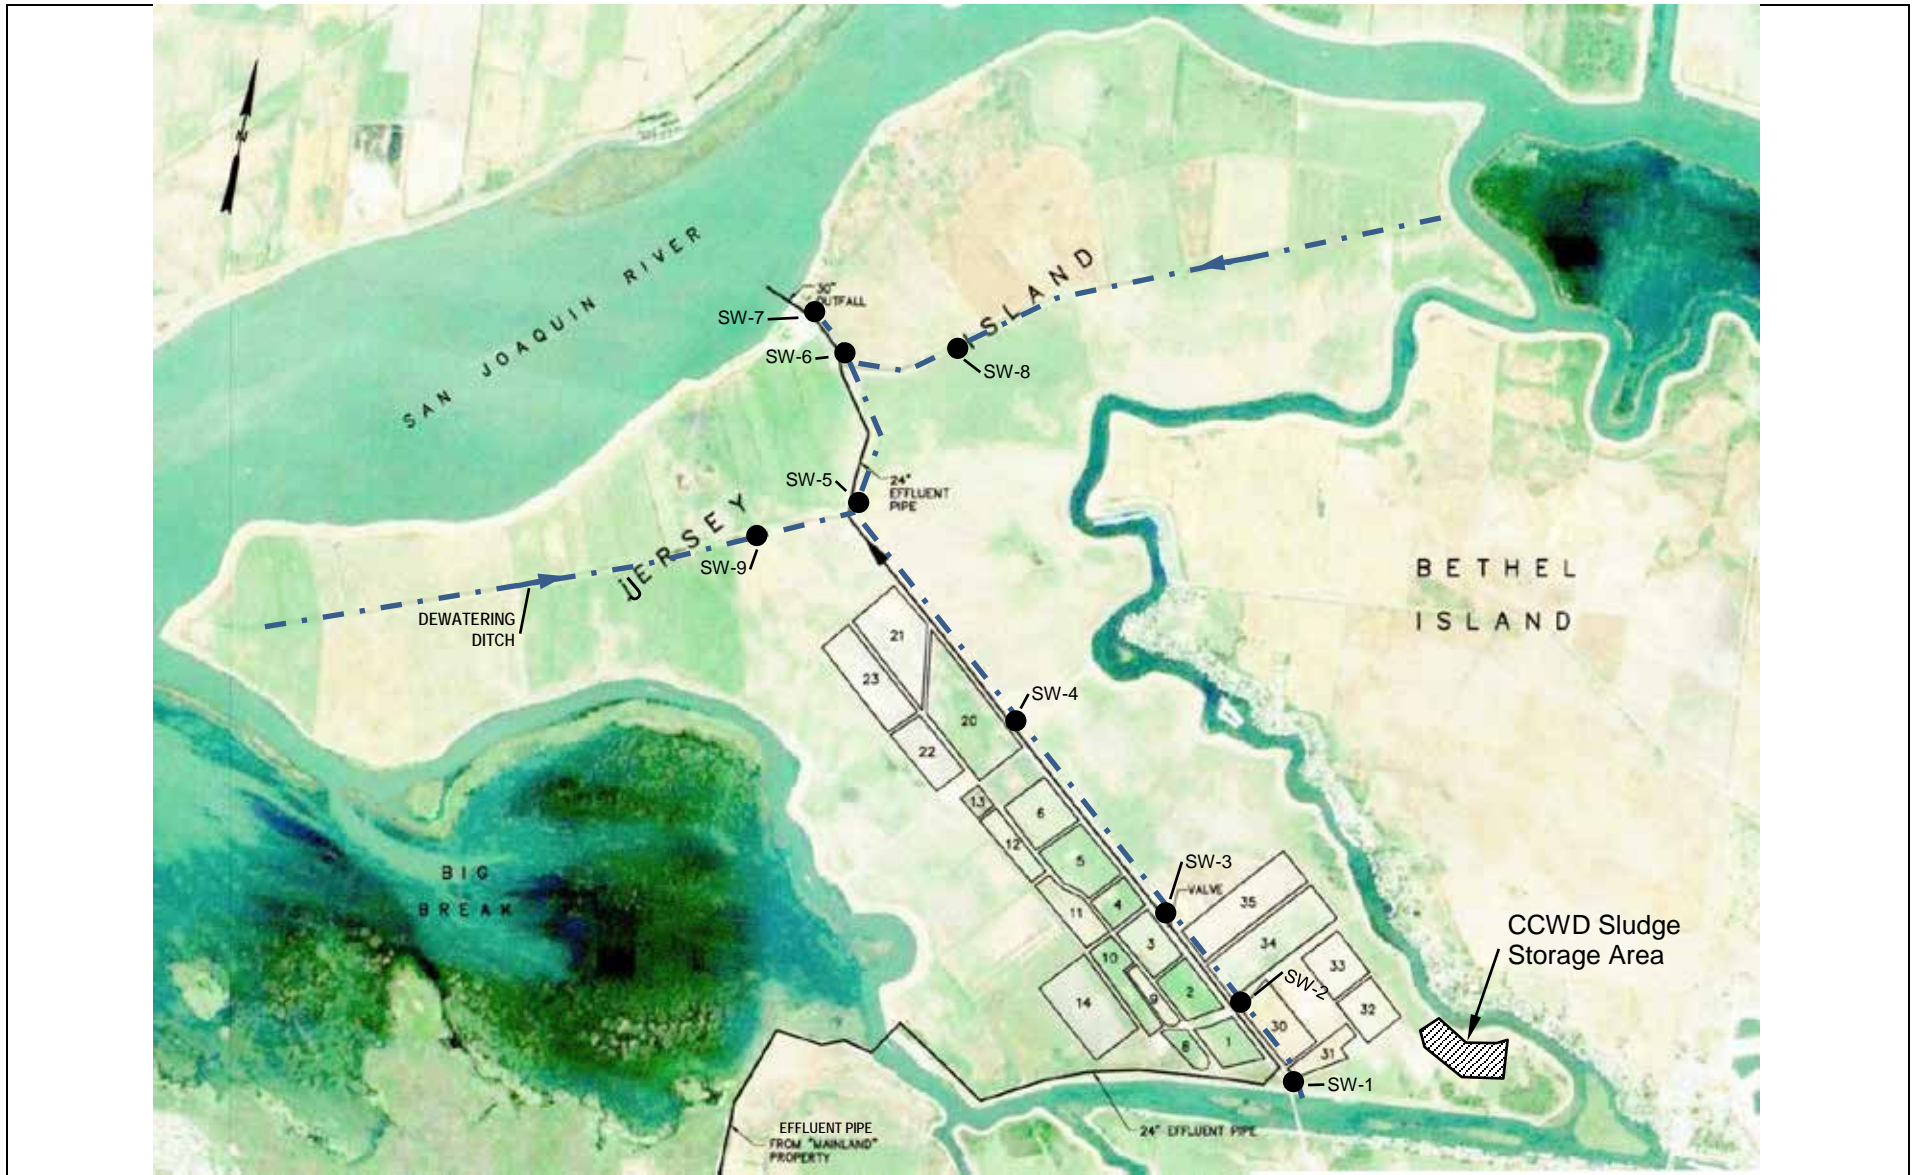 N
SAN JOAQUIN RIVER
30"
OUTFALL
SW-7
SW-6
SW-8
ISLAND
SW-5
24"
EFFLUENT
PIPE
JERSEY
SW-9
DEWATERING
DITCH
BETHEL
ISLAND
21
23
20
22
SW-4
13
12
6
5
4
11
3
10
2
9
14
8
1
SW-3
VALVE
35
34
33
32
SW-2
30
31
SW-1
BIG
BREAK
CCWD Sludge
Storage Area
EFFLUENT PIPE
FROM "MAINLAND"
PROPERTY
24" EFFLUENT PIPE